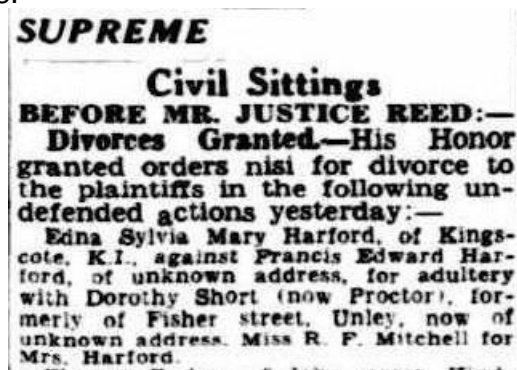 SUPREME
Civil Sittings
BEFORE MR. JUSTICE REED:—
Divorces Granted.—His Honor
granted orders nisi for divorce to
the plaintiffs in the following un-
defended actions yesterday:—
Edna Sylvia Mary Harford, of Kings-
cote, K.I., against Francis Edward Har-
ford, of unknown address, for adultery
with Dorothy Short (now Proctor), for-
merly of Fisher street, Unley, now of
unknown address. Miss R. F. Mitchell for
Mrs. Harford.